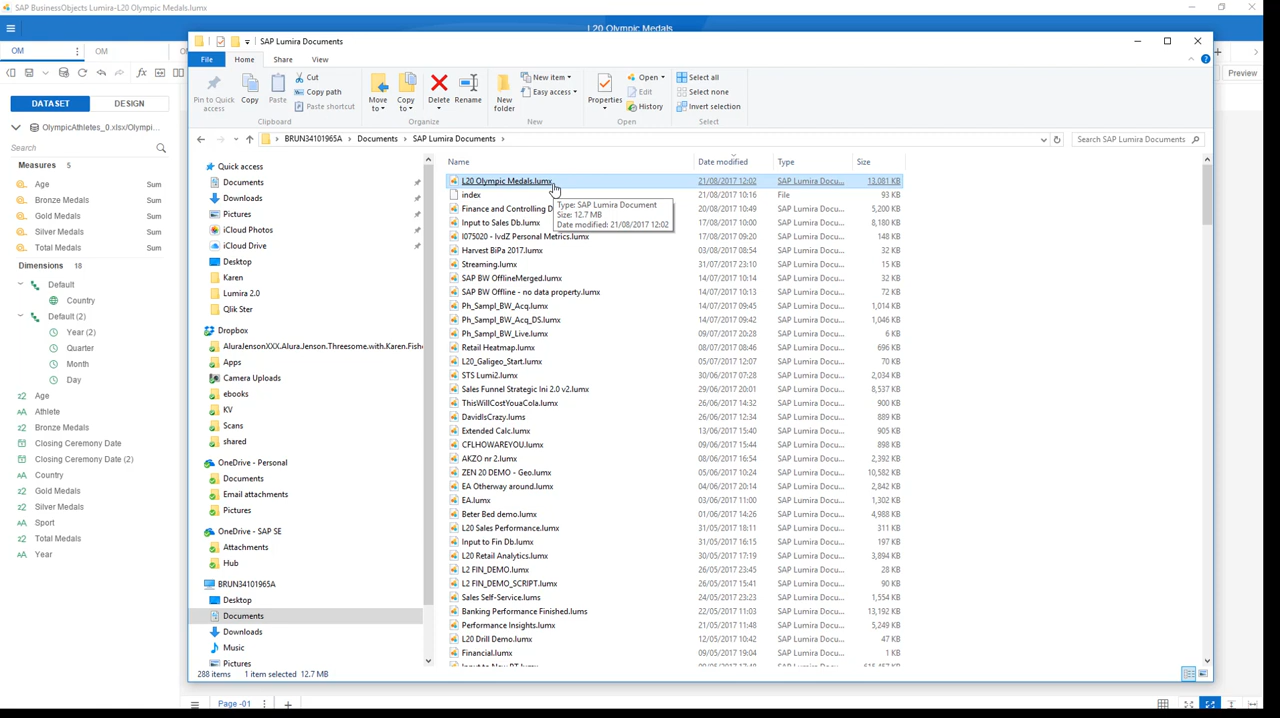 SAP BusinessObjects Lumira-L20 Olympic Medals.lumx
L20 Olympic Medals
OM
OM
Preview
DATASET DESIGN
OlympicAthletes_0.xlsx/Olympi...
Search
Measures 5
Age Sum
Bronze Medals Sum
Gold Medals Sum
Silver Medals Sum
Total Medals Sum
Dimensions 18
Default
Country
Default (2)
Year (2)
Quarter
Month
Day
Age
Athlete
Bronze Medals
Closing Ceremony Date
Closing Ceremony Date (2)
Country
Gold Medals
Silver Medals
Sport
Total Medals
Year
SAP Lumira Documents
File Home Share View
Pin to Quick access
Copy
Paste
Cut
Copy path
Paste shortcut
Clipboard
Move to
Copy to
Delete
Rename
Organize
New folder
New item
Easy access
New
Properties
Open
Edit
History
Open
Select all
Select none
Invert selection
Select
BRUN34101965A > Documents > SAP Lumira Documents >
Search SAP Lumira Documents
Quick access
Documents
Downloads
Pictures
iCloud Photos
iCloud Drive
Desktop
Karen
Lumira 2.0
Qlik Ster
Dropbox
AluraJensonXXX.Alura.Jenson.Threesome.with.Karen.Fishe
Apps
Camera Uploads
ebooks
KV
Scans
shared
OneDrive - Personal
Documents
Email attachments
Pictures
OneDrive - SAP SE
Attachments
Hub
BRUN34101965A
Desktop
Documents
Downloads
Music
Pictures
Name Date modified Type Size
L20 Olympic Medals.lumx 21/08/2017 12:02 SAP Lumira Docu... 13,081 KB
index 21/08/2017 10:16 File 93 KB
Finance and Controlling D 20/08/2017 10:49 SAP Lumira Docu... 5,200 KB
Input to Sales Db.lumx 17/08/2017 10:00 SAP Lumira Docu... 8,180 KB
I075020 - IvdZ Personal Metrics.lumx 17/08/2017 09:27 SAP Lumira Docu... 148 KB
Harvest BiPa 2017.lumx 03/08/2017 08:54 SAP Lumira Docu... 32 KB
Streaming.lumx 31/07/2017 23:10 SAP Lumira Docu... 15 KB
SAP BW OfflineMerged.lumx 14/07/2017 10:14 SAP Lumira Docu... 32 KB
SAP BW Offline - no data property.lumx 14/07/2017 10:13 SAP Lumira Docu... 72 KB
Ph_Sampl_BW_Acq.lumx 14/07/2017 09:45 SAP Lumira Docu... 1,014 KB
Ph_Sampl_BW_Acq_DS.lumx 14/07/2017 09:42 SAP Lumira Docu... 1,046 KB
Ph_Sampl_BW_Live.lumx 09/07/2017 20:28 SAP Lumira Docu... 6 KB
Retail Heatmap.lumx 08/07/2017 08:46 SAP Lumira Docu... 696 KB
L20_Galigeo_Start.lumx 05/07/2017 12:01 SAP Lumira Docu... 70 KB
STS Lumi2.lumx 30/06/2017 07:28 SAP Lumira Docu... 2,034 KB
Sales Funnel Strategic Ini 2.0 v2.lumx 29/06/2017 20:01 SAP Lumira Docu... 8,537 KB
ThisWillCostYouaCola.lumx 26/06/2017 14:32 SAP Lumira Docu... 900 KB
DavidIsCrazy.lums 26/06/2017 12:34 SAP Lumira Docu... 889 KB
Extended Calc.lumx 13/06/2017 15:40 SAP Lumira Docu... 905 KB
CFLHOWAREYOU.lumx 09/06/2017 15:44 SAP Lumira Docu... 898 KB
AKZO nr 2.lumx 08/06/2017 16:54 SAP Lumira Docu... 2,392 KB
ZEN 20 DEMO - Geo.lumx 05/06/2017 10:24 SAP Lumira Docu... 10,582 KB
EA Otherway around.lumx 04/06/2017 20:14 SAP Lumira Docu... 2,842 KB
EA.lumx 03/06/2017 11:00 SAP Lumira Docu... 1,302 KB
Beter Bed demo.lumx 01/06/2017 14:26 SAP Lumira Docu... 4,988 KB
L20 Sales Performance.lumx 31/05/2017 18:11 SAP Lumira Docu... 311 KB
Input to Fin Db.lumx 31/05/2017 16:15 SAP Lumira Docu... 197 KB
L20 Retail Analytics.lumx 30/05/2017 17:19 SAP Lumira Docu... 3,894 KB
L2 FIN_DEMO.lumx 26/05/2017 23:45 SAP Lumira Docu... 28 KB
L2 FIN_DEMO_SCRIPT.lumx 26/05/2017 15:41 SAP Lumira Docu... 90 KB
Sales Self-Service.lums 24/05/2017 23:23 SAP Lumira Docu... 1,554 KB
Banking Performance Finished.lums 22/05/2017 11:03 SAP Lumira Docu... 13,192 KB
Performance Insights.lumx 21/05/2017 11:48 SAP Lumira Docu... 5,249 KB
L20 Drill Demo.lumx 12/05/2017 10:42 SAP Lumira Docu... 47 KB
Financial.lumx 09/05/2017 19:04 SAP Lumira Docu... 1 KB
Type: SAP Lumira Document
Size: 12.7 MB
Date modified: 21/08/2017 12:02
288 items 1 item selected 12.7 MB
Page -01